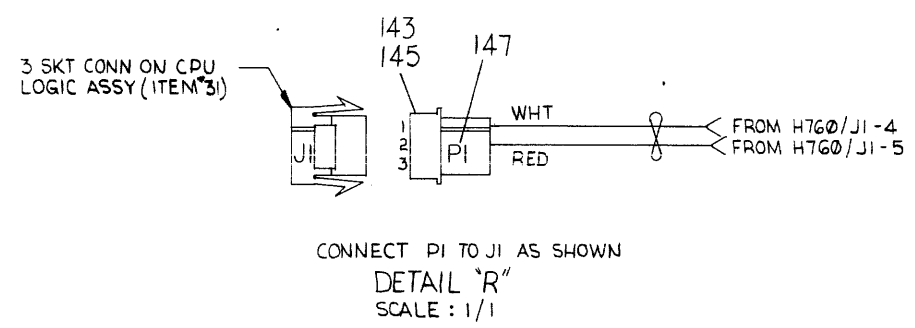 143
145
147
3 SKT CONN ON CPU
LOGIC ASSY (ITEM #31)
J1
1
2
3
P1
WHT
RED
FROM H760/J1-4
FROM H760/J1-5
CONNECT P1 TO J1 AS SHOWN
DETAIL "R"
SCALE : 1/1